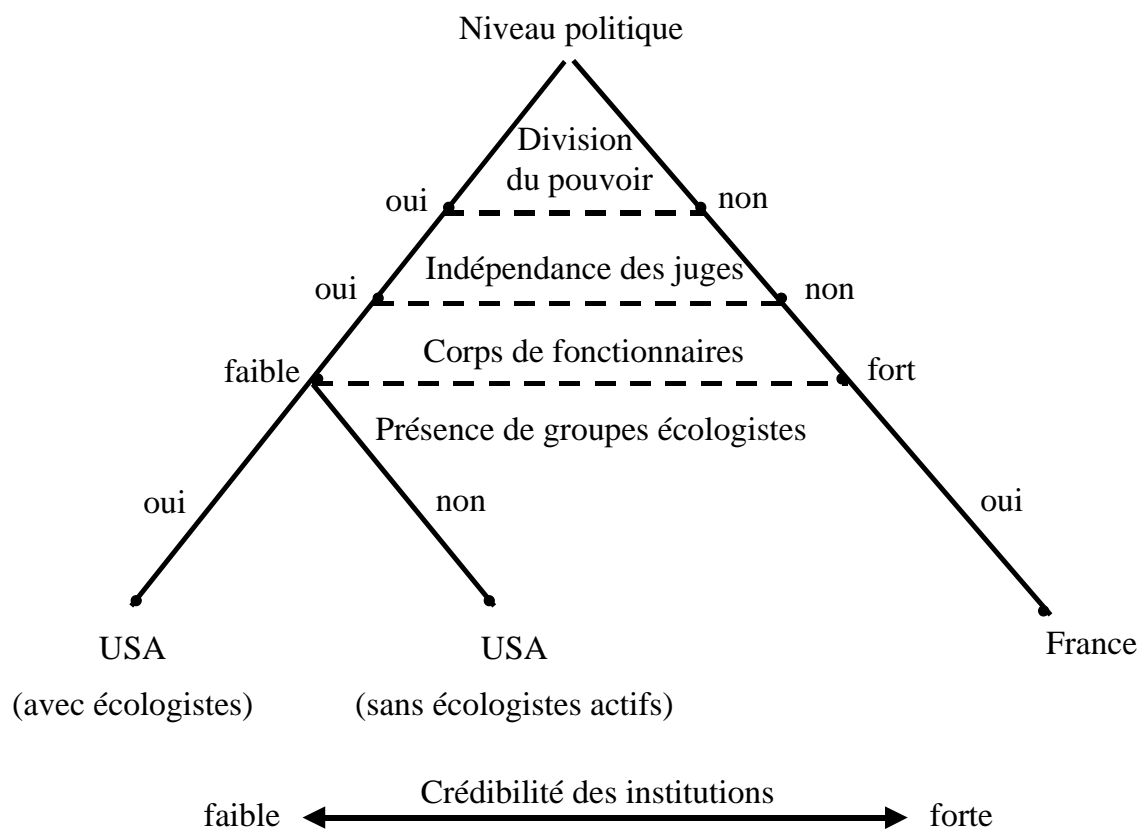 Niveau politique
Division
du pouvoir
oui
non
Indépendance des juges
oui
non
Corps de fonctionnaires
faible
fort
Présence de groupes écologistes
oui
non
oui
USA
USA
France
(avec écologistes)
(sans écologistes actifs)
Crédibilité des institutions
faible
forte